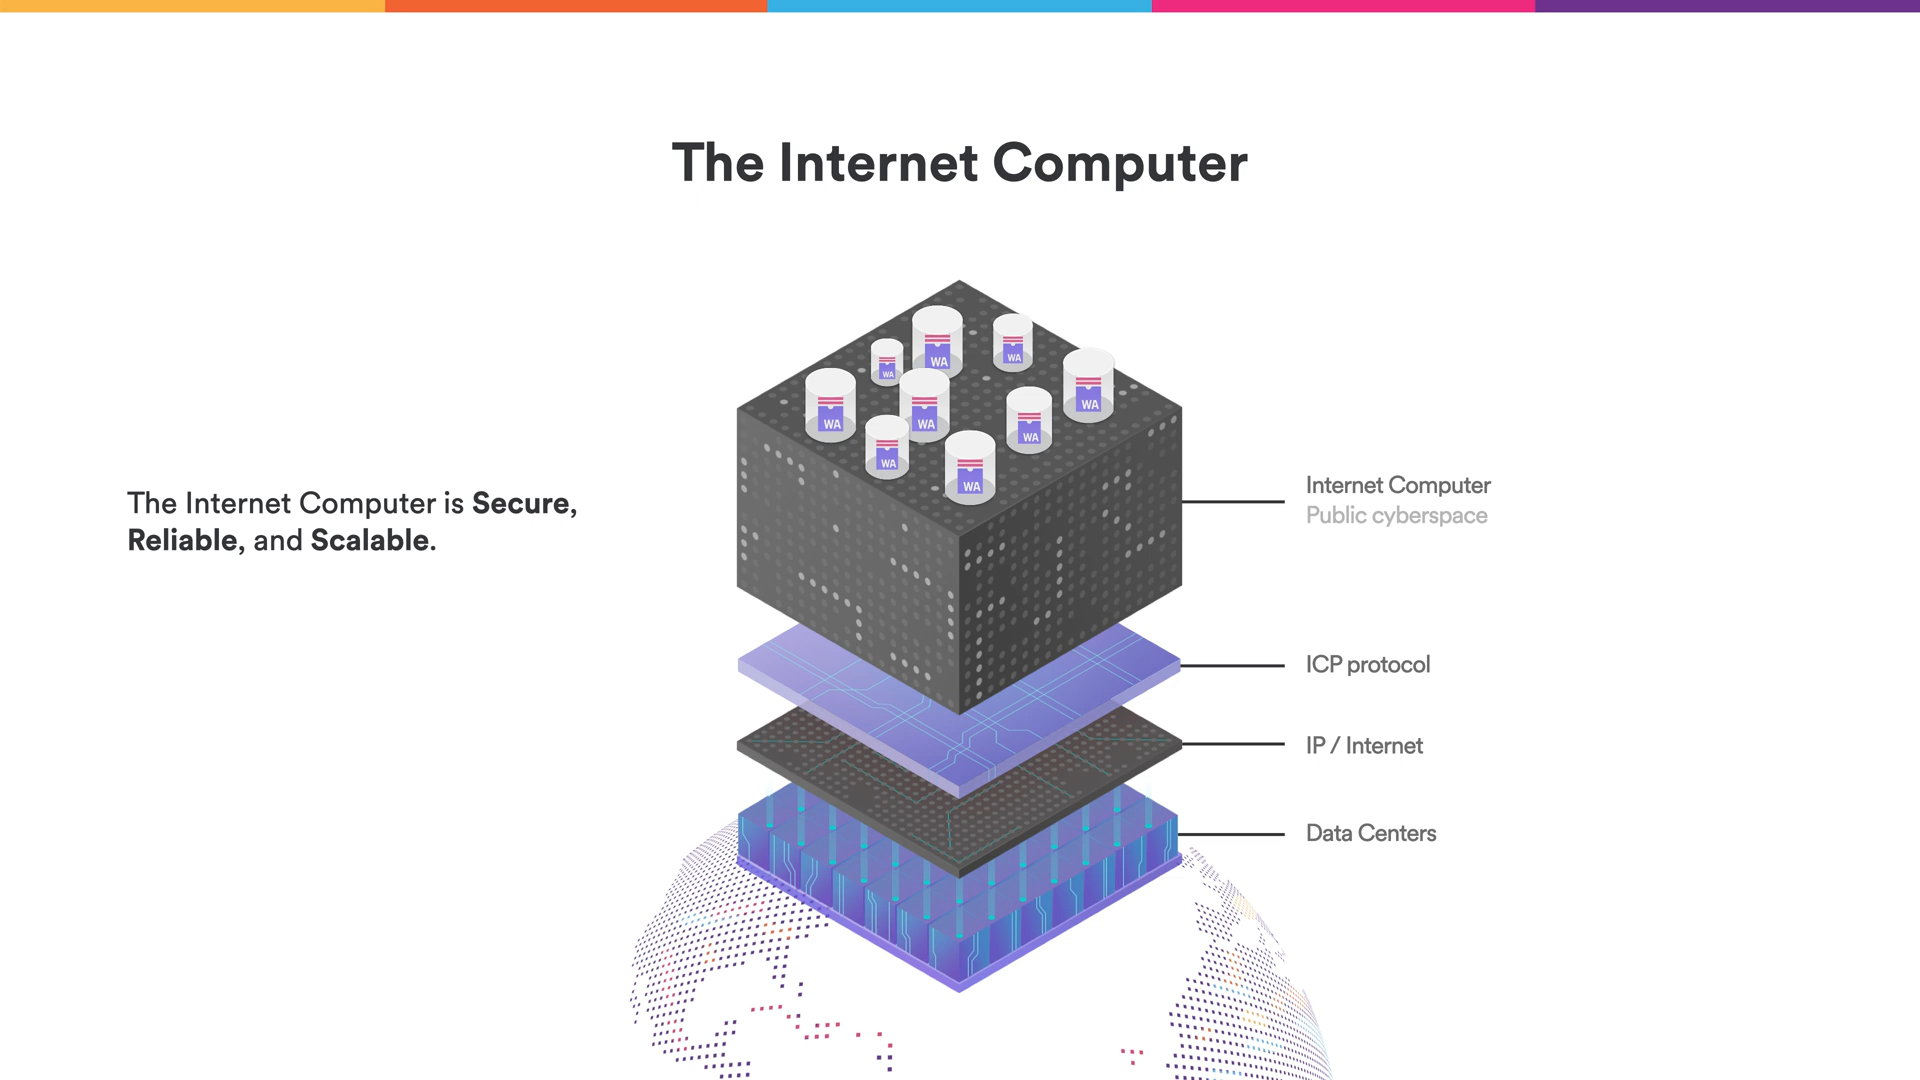 The Internet Computer
WA
WA
WA
WA
WA
WA
WA
WA
WA
The Internet Computer is Secure,
Reliable, and Scalable.
Internet Computer
Public cyberspace
ICP protocol
IP / Internet
Data Centers